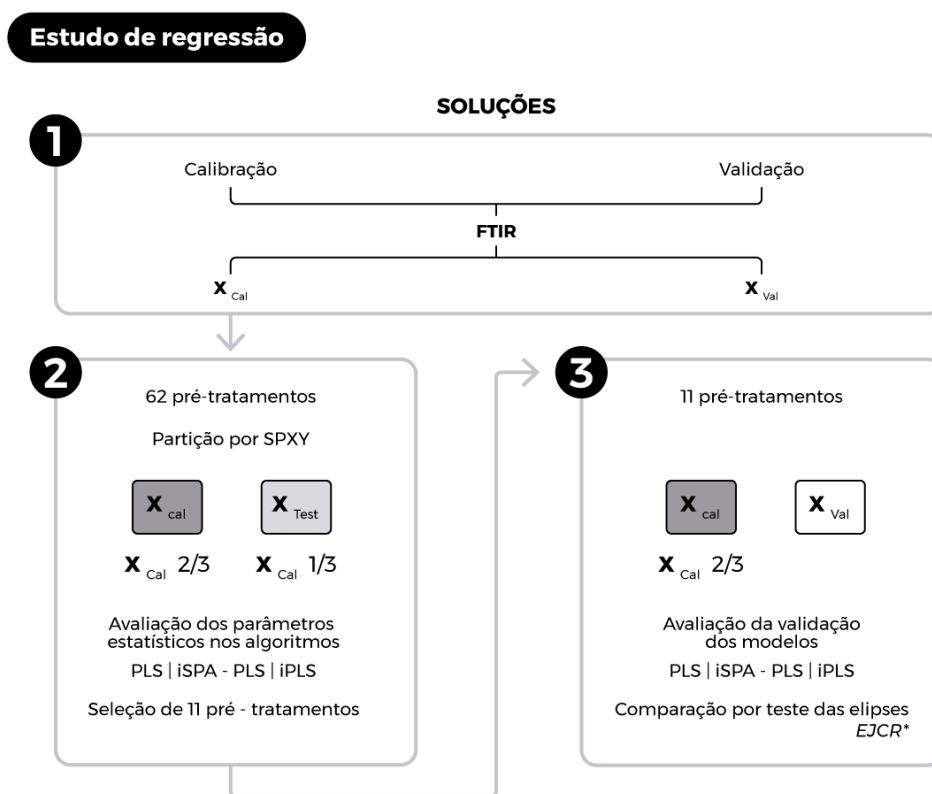 Estudo de regressão
SOLUÇÕES
1
Calibração Validação
FTIR
X Cal X Val
2
62 pré-tratamentos
Partição por SPXY
X cal X Test
X Cal 2/3 X Cal 1/3
Avaliação dos parâmetros
estatísticos nos algoritmos
PLS | iSPA - PLS | iPLS
Seleção de 11 pré - tratamentos
3
11 pré-tratamentos
X cal X Val
X Cal 2/3
Avaliação da validação
dos modelos
PLS | iSPA - PLS | iPLS
Comparação por teste das elipses
EJCR*